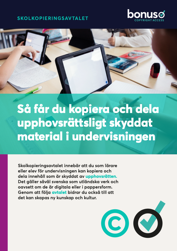 SKOLKOPIERINGSAVTALET
bonus
Så får du kopiera och dela
upphovsrättsligt skyddat
material i undervisningen
Skolkopieringsavtalet innebär att du som lärare
eller elev för undervisningen kan kopiera och
dela innehåll som är skyddat av upphovsrätten.
Det gäller såväl svenska som utländska verk och
oavsett om de är digitala eller i pappersform.
Genom att följa avtalet bidrar du också till att
det kan skapas ny kunskap och kultur.